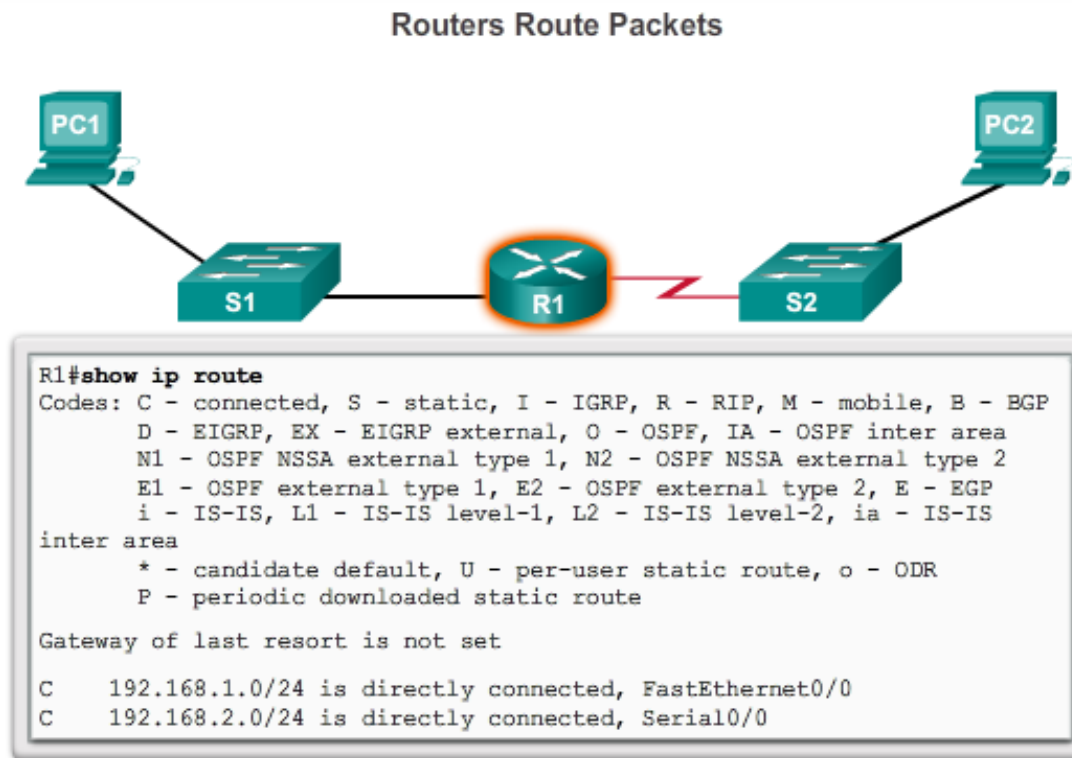 Routers Route Packets
PC1
PC2
S1
R1
S2
R1#show ip route
Codes: C - connected, S - static, I - IGRP, R - RIP, M - mobile, B - BGP
D - EIGRP, EX - EIGRP external, O - OSPF, IA - OSPF inter area
N1 - OSPF NSSA external type 1, N2 - OSPF NSSA external type 2
E1 - OSPF external type 1, E2 - OSPF external type 2, E - EGP
i - IS-IS, L1 - IS-IS level-1, L2 - IS-IS level-2, ia - IS-IS
inter area
* - candidate default, U - per-user static route, o - ODR
P - periodic downloaded static route
Gateway of last resort is not set
C 192.168.1.0/24 is directly connected, FastEthernet0/0
C 192.168.2.0/24 is directly connected, Serial0/0